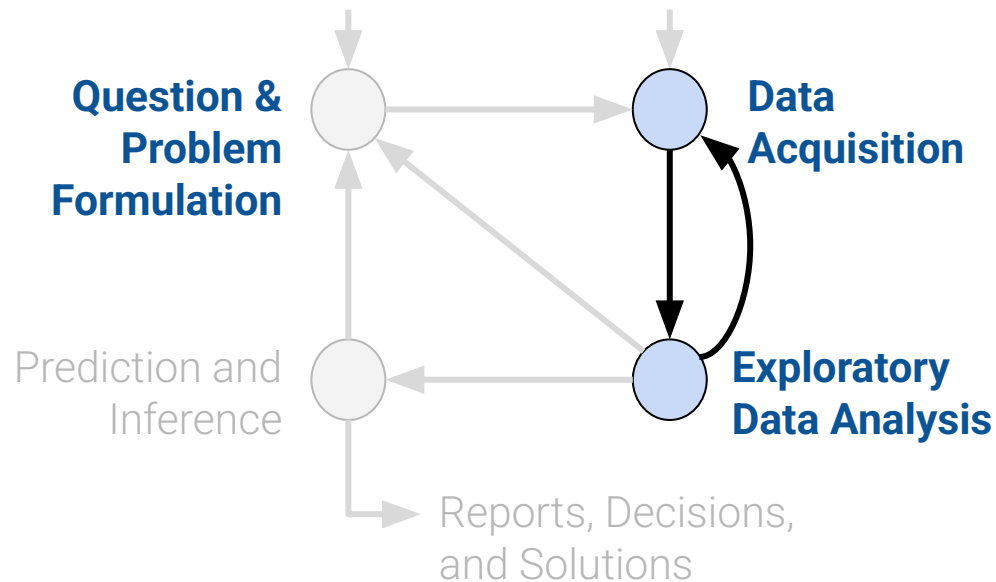 Question &
Problem
Formulation
Data
Acquisition
Prediction and
Inference
Exploratory
Data Analysis
Reports, Decisions,
and Solutions